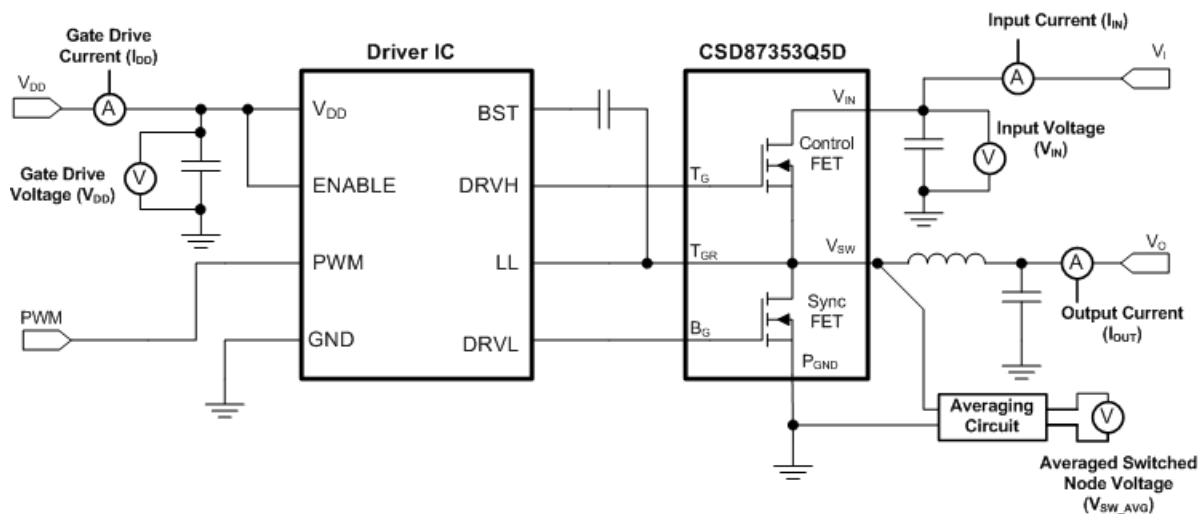 Gate Drive
Current (IDD)
VDD
A
Driver IC
CSD87353Q5D
Input Current (IIN)
A
VI
VDD
BST
VIN
Input Voltage
(VIN)
V
Control
FET
Gate Drive
Voltage (VDD)
V
ENABLE
DRVH
TG
PWM
LL
TGR
VSW
A
VO
Sync
FET
Output Current
(IOUT)
PWM
GND
DRVL
BG
PGND
Averaging
Circuit
V
Averaged Switched
Node Voltage
(VSW_AVG)